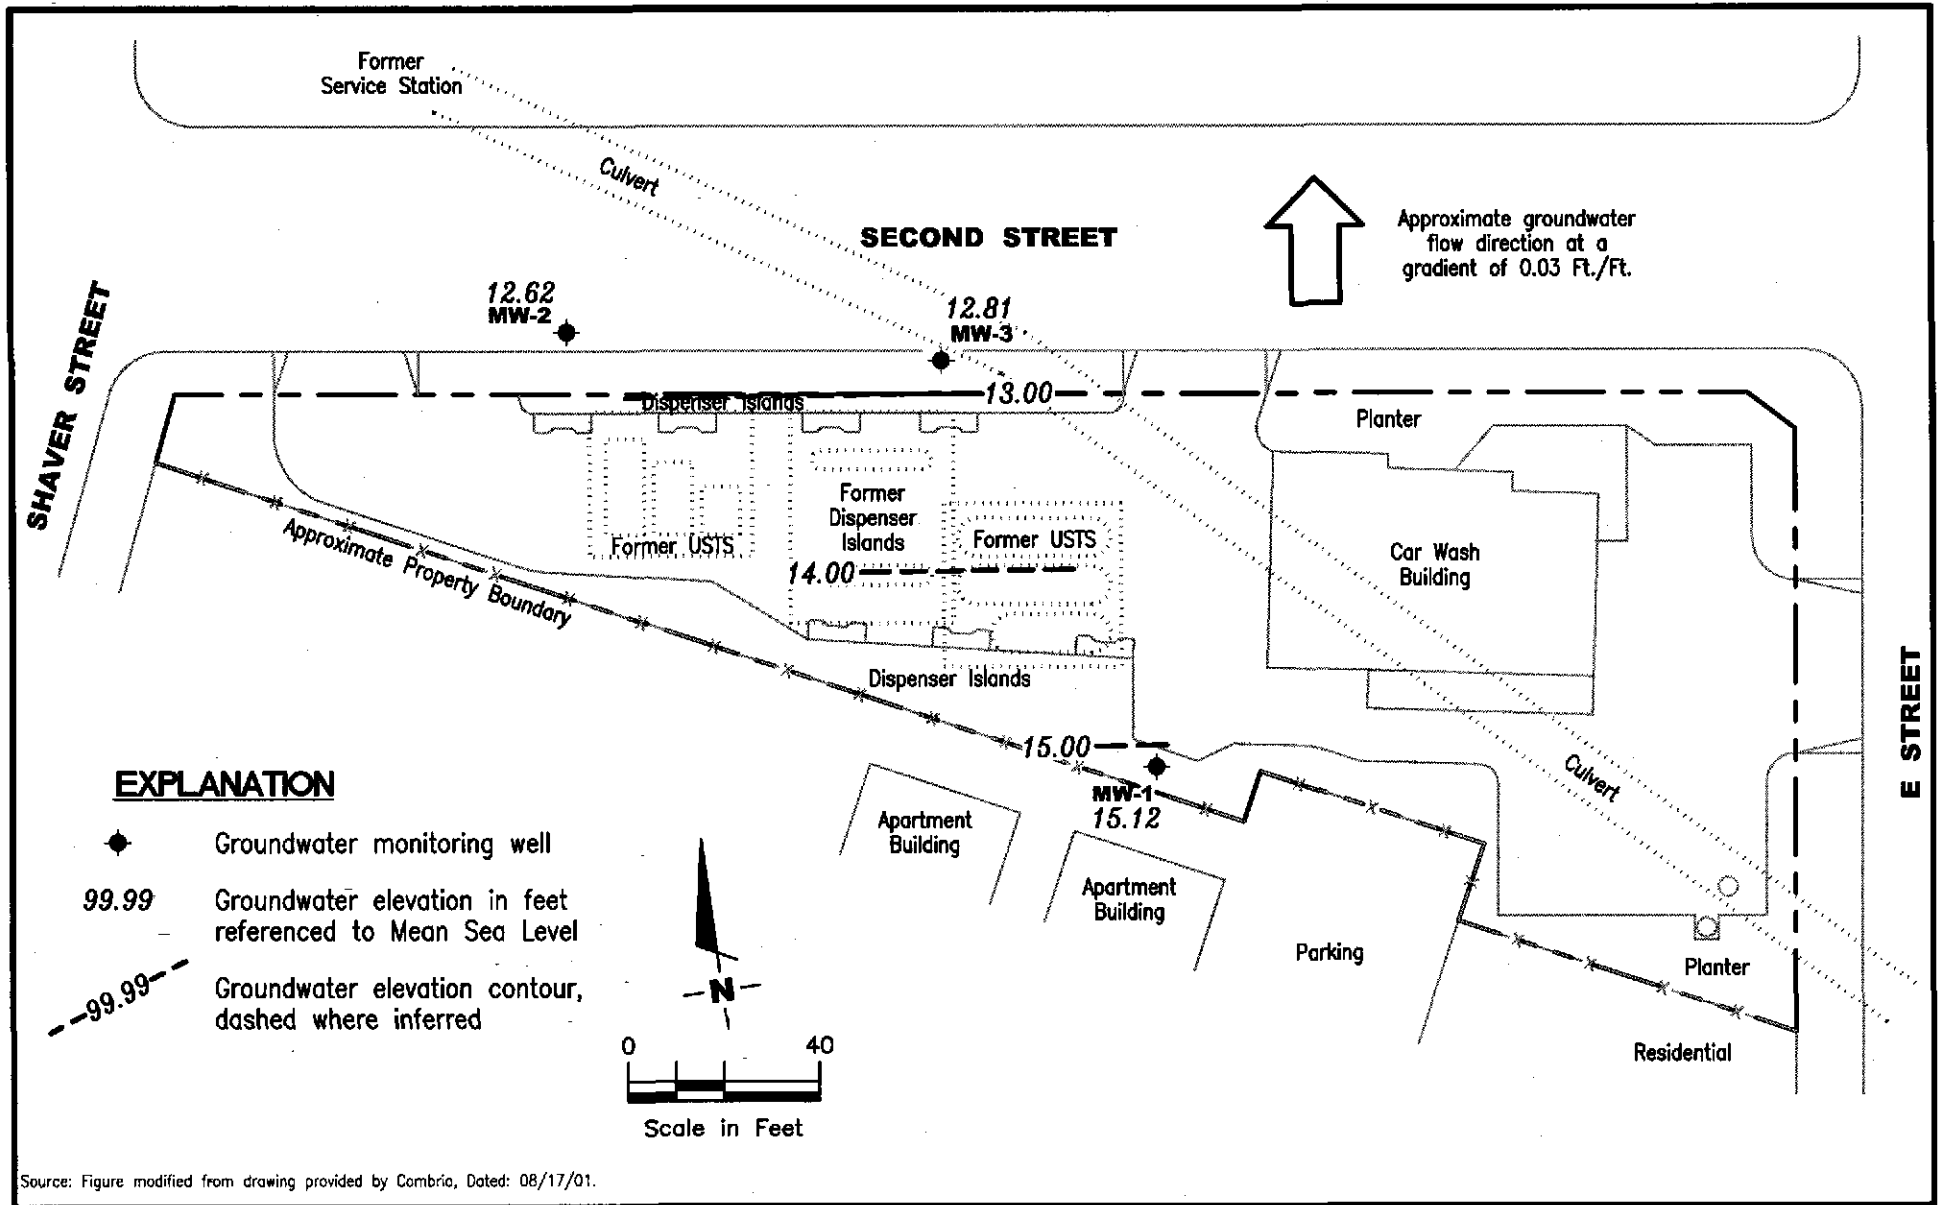 Former
Service Station
Culvert
SECOND STREET
Approximate groundwater
flow direction at a
gradient of 0.03 Ft./Ft.
12.62
MW-2
12.81
MW-3
SHAVER STREET
13.00
Dispenser Islands
Planter
Former
Dispenser
Islands
Former USTS
Former USTS
Car Wash
Building
Approximate Property Boundary
14.00
Dispenser Islands
E STREET
15.00
MW-1
15.12
Culvert
Apartment
Building
Apartment
Building
Parking
Planter
Residential
EXPLANATION
Groundwater monitoring well
99.99 Groundwater elevation in feet
referenced to Mean Sea Level
99.99 Groundwater elevation contour,
dashed where inferred
N
0 40
Scale in Feet
Source: Figure modified from drawing provided by Cambria, Dated: 08/17/01.